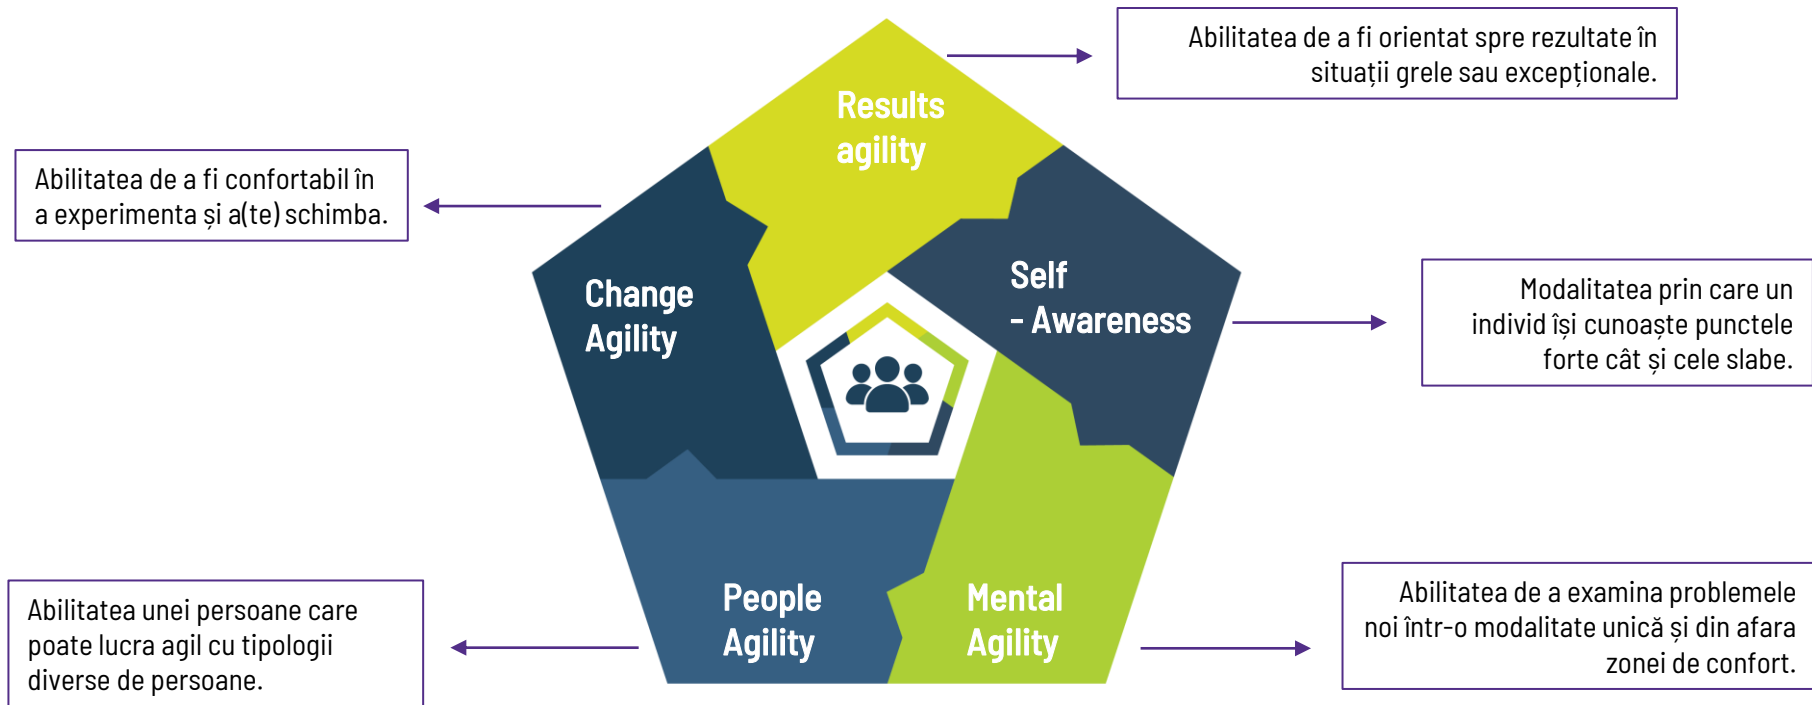 Abilitatea de a fi orientat spre rezultate în
situații grele sau excepționale.
Results
agility
Abilitatea de a fi confortabil în
a experimenta și a(te) schimba.
Change
Agility
Self
- Awareness
Modalitatea prin care un
individ își cunoaște punctele
forte cât și cele slabe.
People
Agility
Mental
Agility
Abilitatea unei persoane care
poate lucra agil cu tipologii
diverse de persoane.
Abilitatea de a examina problemele
noi într-o modalitate unică și din afara
zonei de confort.